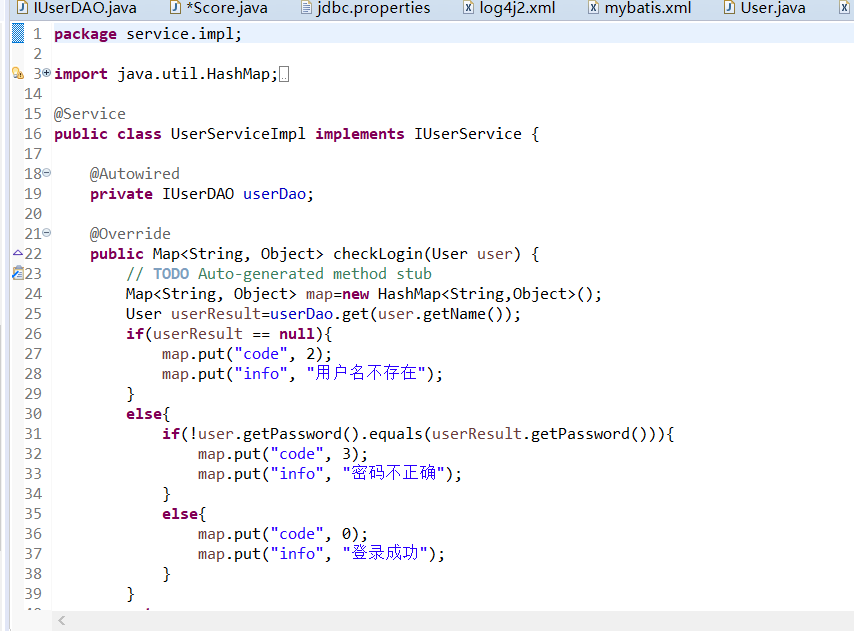 IUserDAO.java *Score.java jdbc.properties log4j2.xml mybatis.xml User.java
1 package service.impl;
2
3 import java.util.HashMap;
14
15 @Service
16 public class UserServiceImpl implements IUserService {
17
18 @Autowired
19 private IUserDAO userDao;
20
21 @Override
22 public Map<String, Object> checkLogin(User user) {
23 // TODO Auto-generated method stub
24 Map<String, Object> map=new HashMap<String,Object>();
25 User userResult=userDao.get(user.getName());
26 if(userResult == null){
27 map.put("code", 2);
28 map.put("info", "用户名不存在");
29 }
30 else{
31 if(!user.getPassword().equals(userResult.getPassword())){
32 map.put("code", 3);
33 map.put("info", "密码不正确");
34 }
35 else{
36 map.put("code", 0);
37 map.put("info", "登录成功");
38 }
39 }